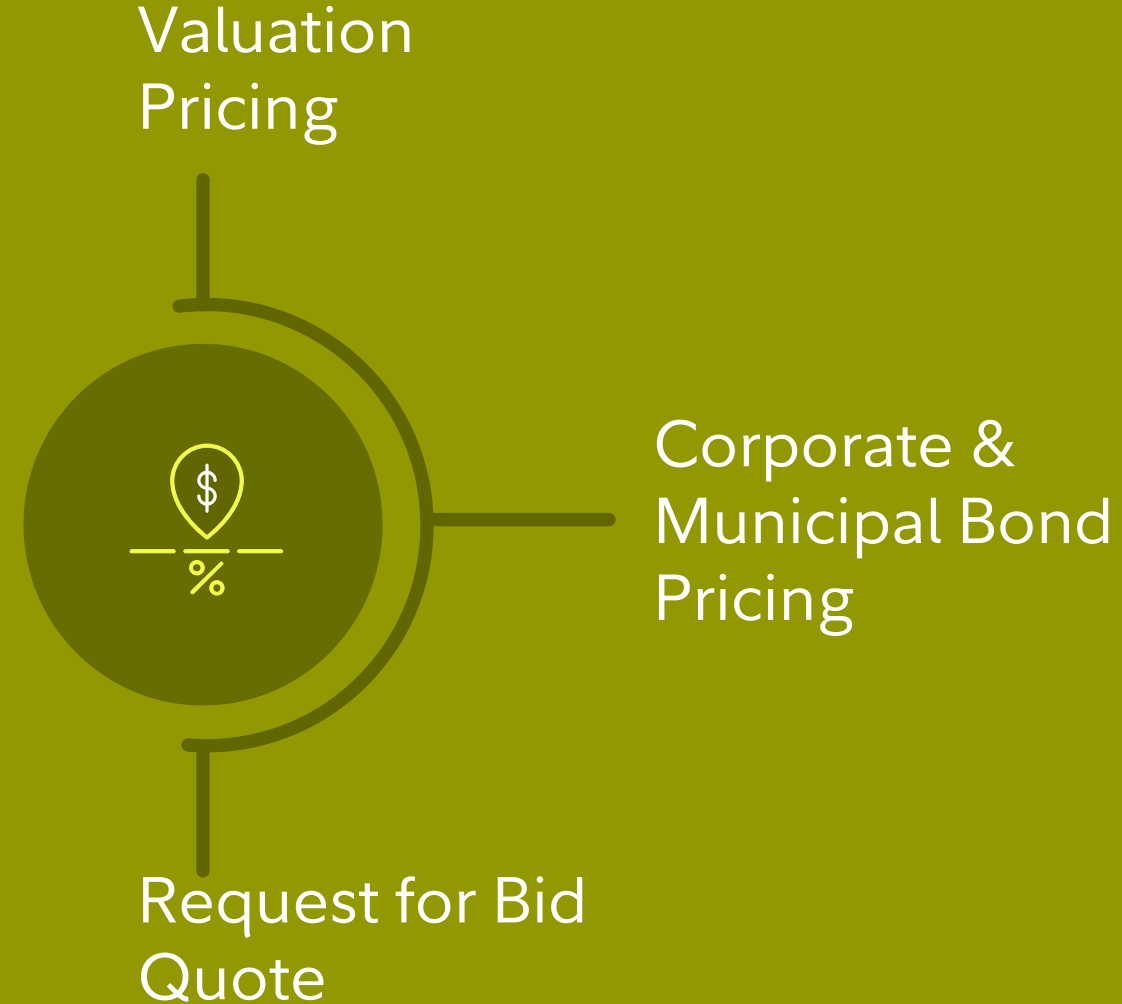 Valuation
Pricing
$
%
Corporate &
Municipal Bond
Pricing
Request for Bid
Quote